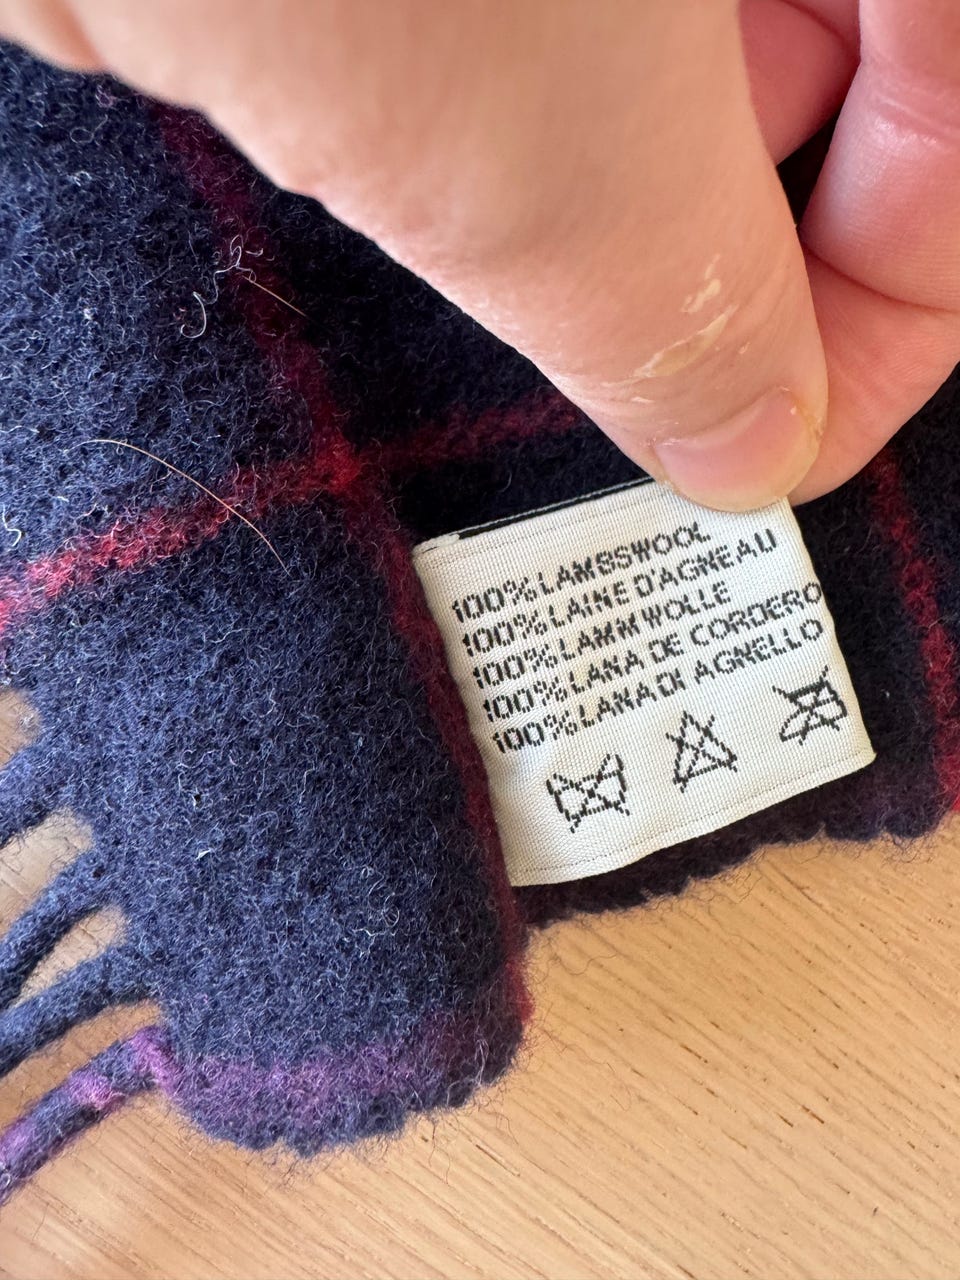 100% LAMBSWOOL
100% LAINE D'AGNEAU
100% LAMM WOLLE
100% LANA DE CORDERO
100% LANA DI AGNELLO